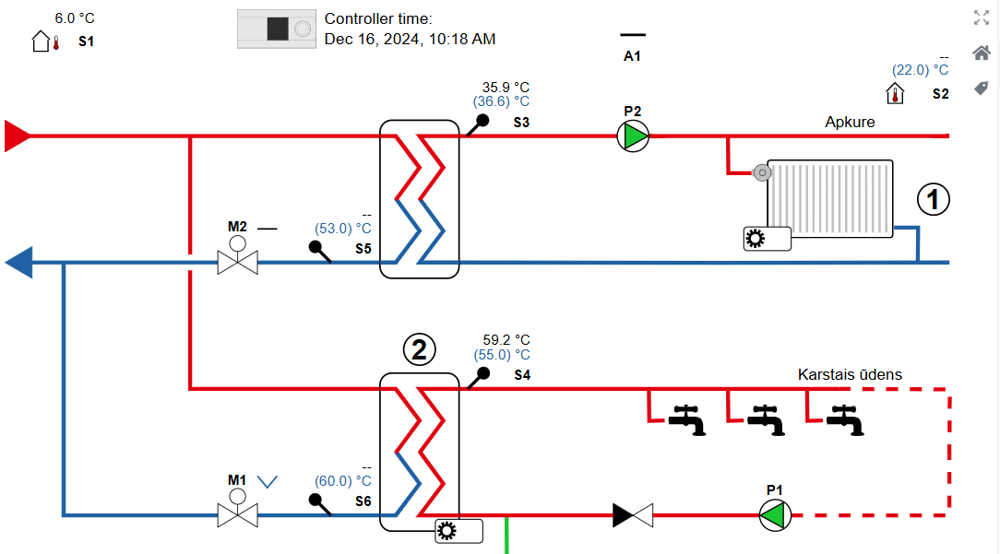 6.0 °C
S1
Controller time:
Dec 16, 2024, 10:18 AM
A1
--
(22.0) °C
S2
35.9 °C
(36.6) °C
S3
P2
Apkure
1
M2
--
(53.0) °C
S5
2
59.2 °C
(55.0) °C
S4
Karstais ūdens
M1
--
(60.0) °C
S6
P1